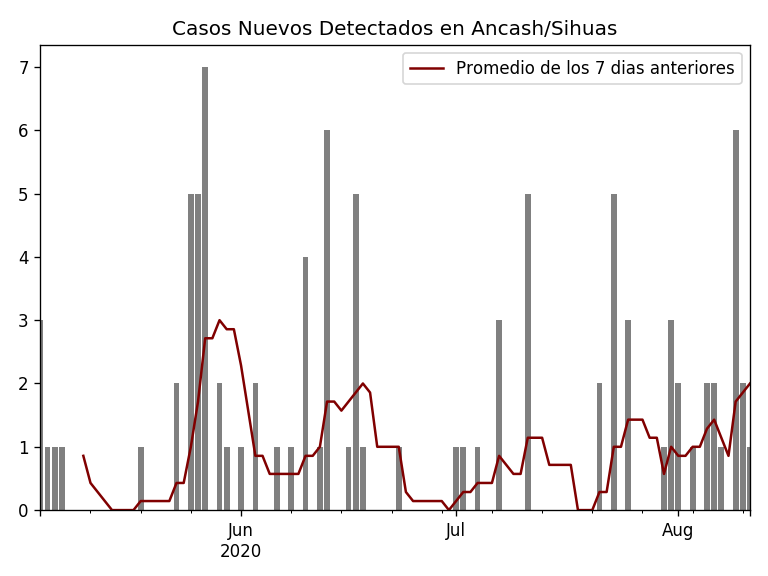 Casos Nuevos Detectados en Ancash/Sihuas
Promedio de los 7 dias anteriores
7
6
5
4
3
2
1
0
Jun
2020
Jul
Aug